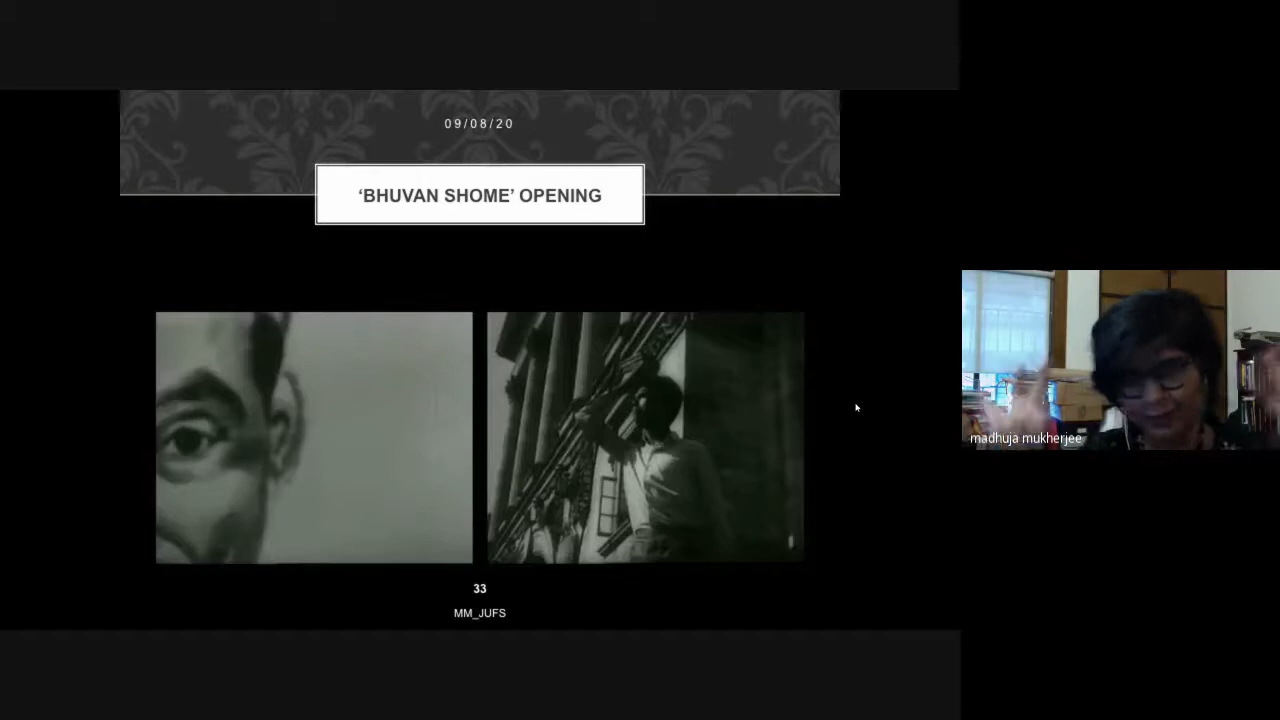 09/08/20
‘BHUVAN SHOME’ OPENING
madhuja mukherjee
33
MM_JUFS